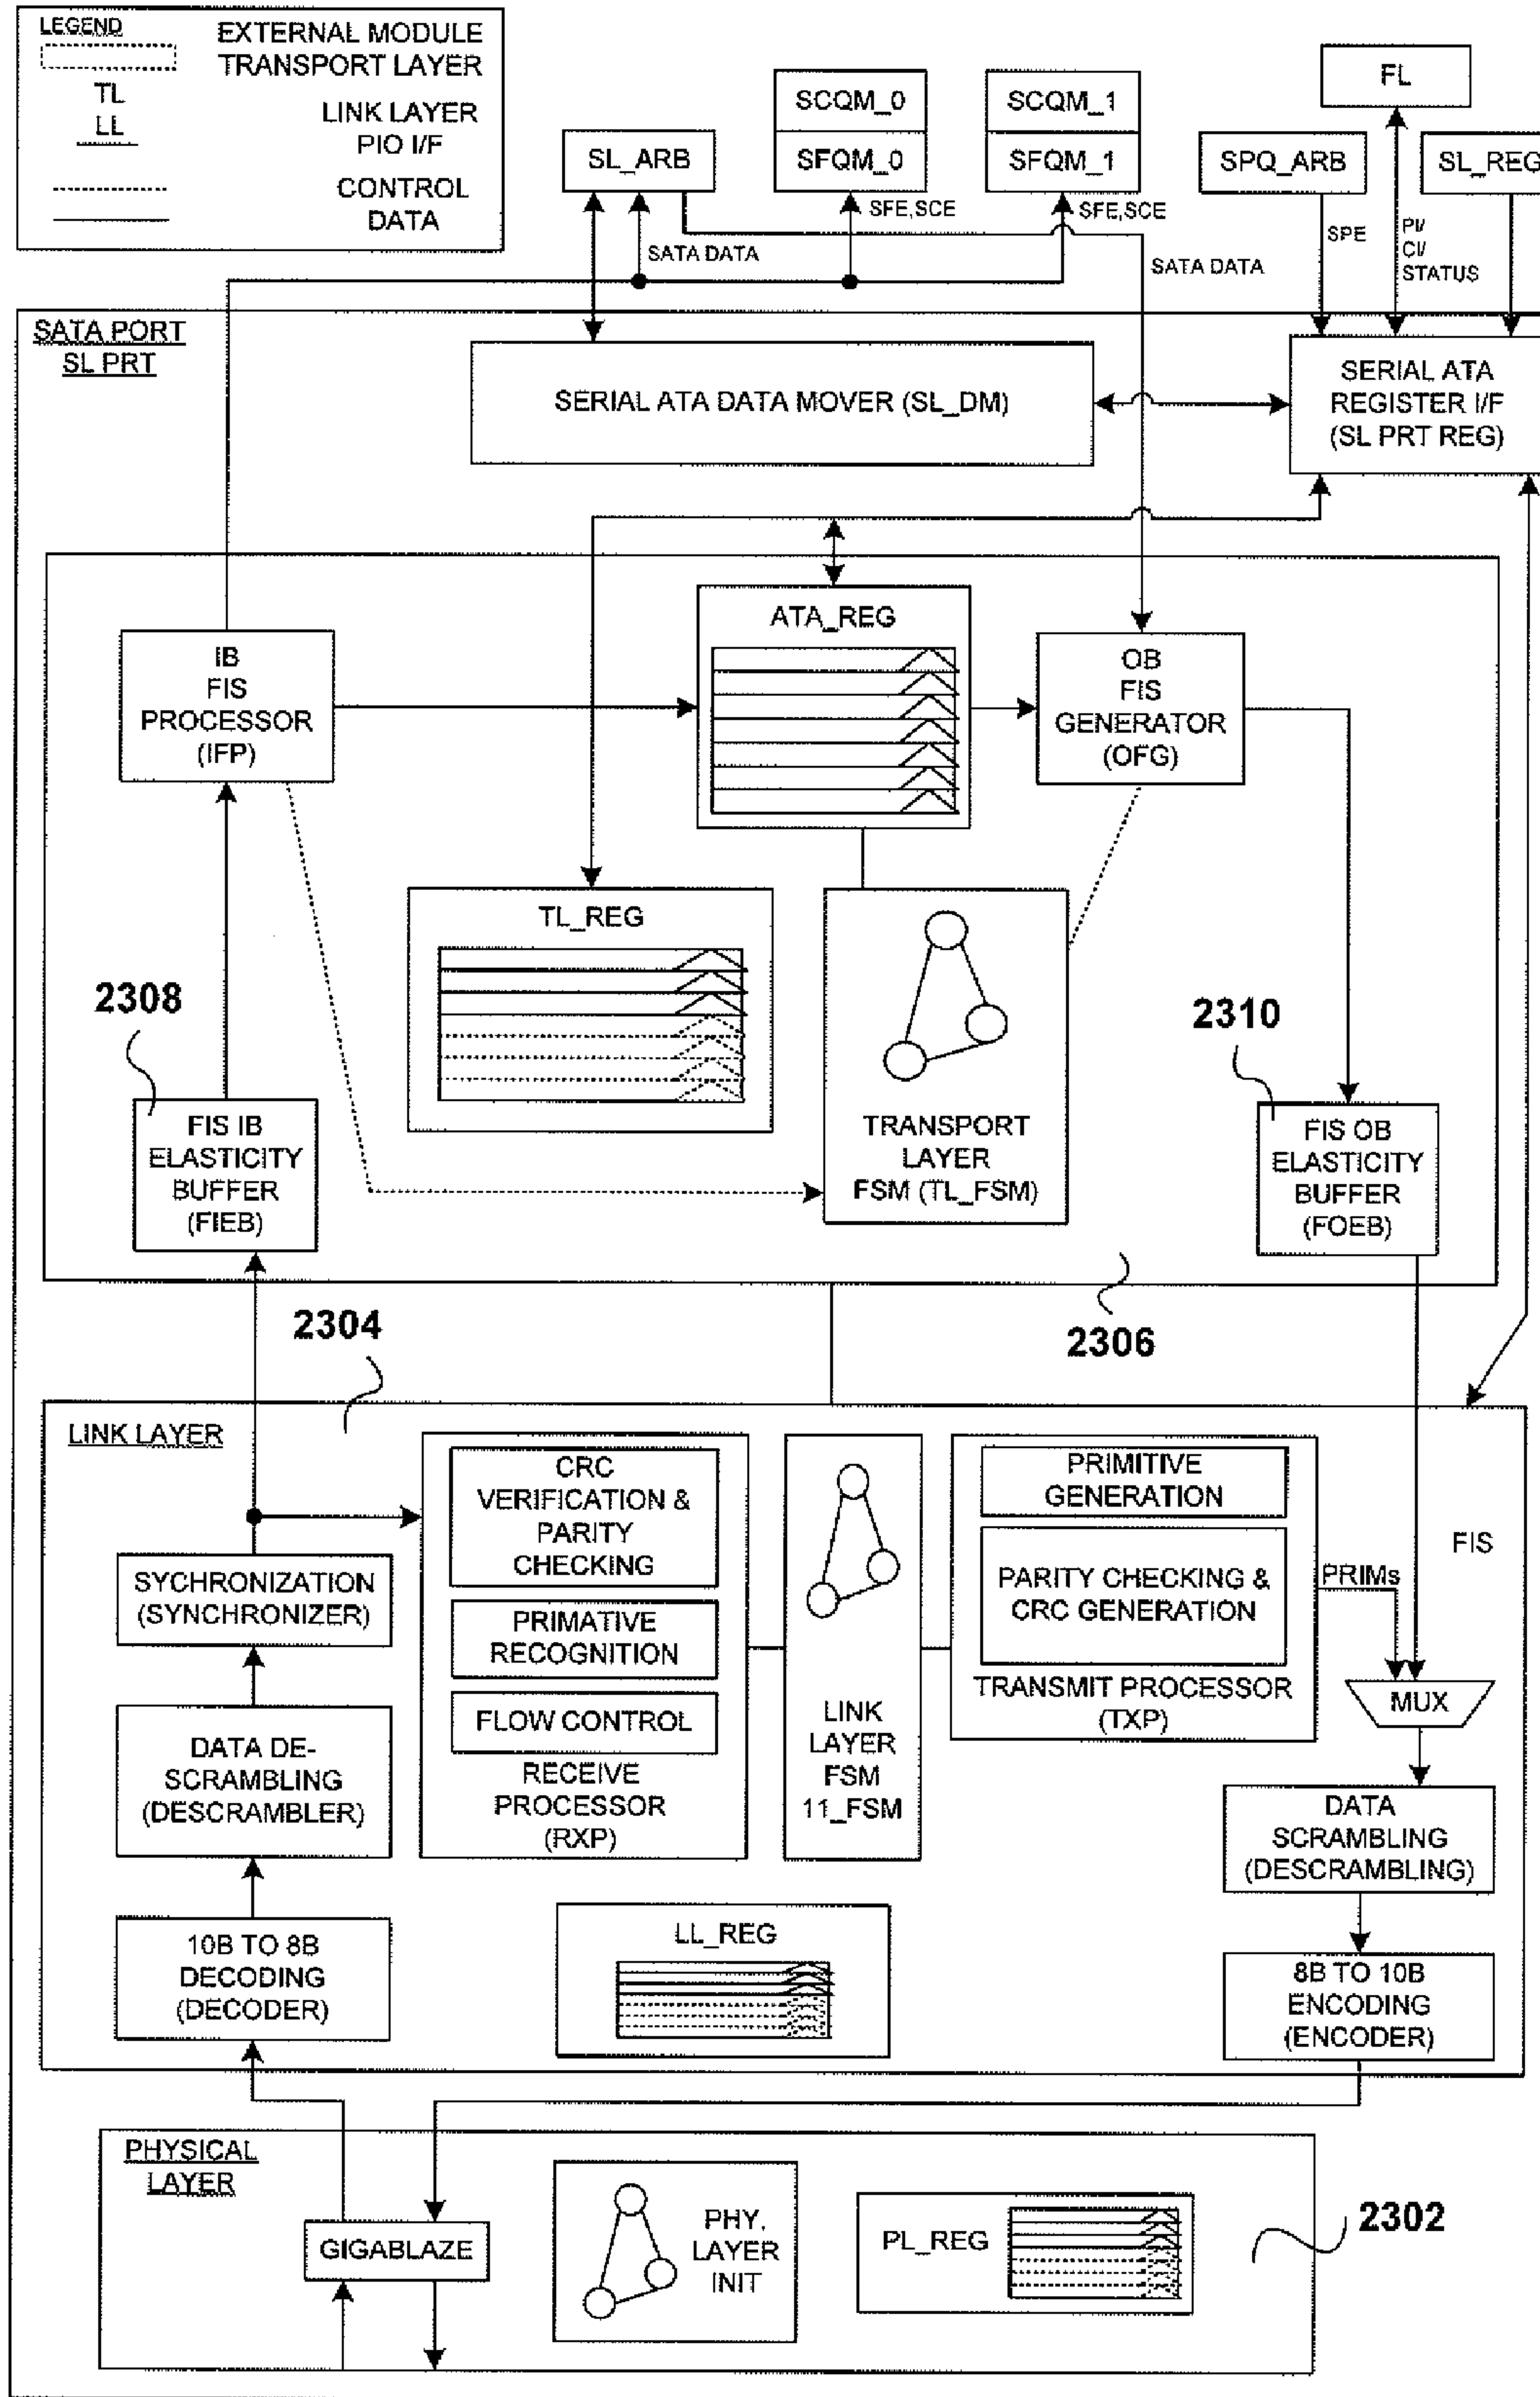 LEGEND
EXTERNAL MODULE
TRANSPORT LAYER
TL
LL
LINK LAYER
PIO I/F
CONTROL
DATA
SL_ARB
SCQM_0
SFQM_0
SCQM_1
SFQM_1
FL
SPQ_ARB
SL_REG
SFE,SCE
SFE,SCE
SATA DATA
SATA DATA
SPE
PI/
CI/
STATUS
SATA PORT
SL PRT
SERIAL ATA DATA MOVER (SL_DM)
SERIAL ATA
REGISTER I/F
(SL PRT REG)
IB
FIS
PROCESSOR
(IFP)
ATA_REG
OB
FIS
GENERATOR
(OFG)
TL_REG
2308
2310
FIS IB
ELASTICITY
BUFFER
(FIEB)
TRANSPORT
LAYER
FSM (TL_FSM)
FIS OB
ELASTICITY
BUFFER
(FOEB)
2304
2306
LINK LAYER
CRC
VERIFICATION &
PARITY
CHECKING
PRIMATIVE
RECOGNITION
FLOW CONTROL
RECEIVE
PROCESSOR
(RXP)
LINK
LAYER
FSM
11_FSM
PRIMITIVE
GENERATION
PARITY CHECKING &
CRC GENERATION
TRANSMIT PROCESSOR
(TXP)
FIS
PRIMs
MUX
SYCHRONIZATION
(SYNCHRONIZER)
DATA DE-
SCRAMBLING
(DESCRAMBLER)
DATA
SCRAMBLING
(DESCRAMBLING)
10B TO 8B
DECODING
(DECODER)
LL_REG
8B TO 10B
ENCODING
(ENCODER)
PHYSICAL
LAYER
GIGABLAZE
PHY.
LAYER
INIT
PL_REG
2302